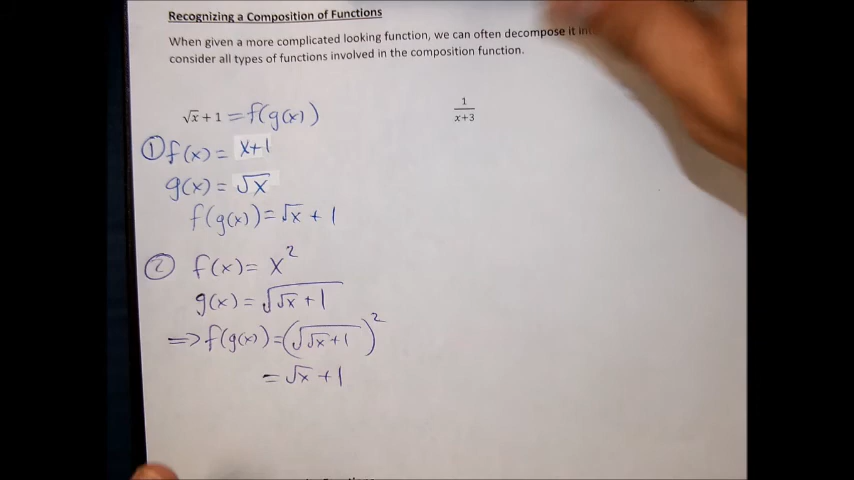 Recognizing a Composition of Functions
When given a more complicated looking function, we can often decompose it
consider all types of functions involved in the composition function.
√x + 1 = f(g(x))
1/(x+3)
① f(x) = x+1
g(x) = √x
f(g(x)) = √x + 1
② f(x) = x²
g(x) = √(√x + 1)
=> f(g(x)) = (√(√x + 1))²
= √x + 1